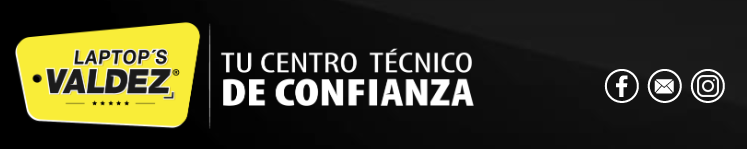 LAPTOP´S
VALDEZ®
TU CENTRO TÉCNICO
DE CONFIANZA